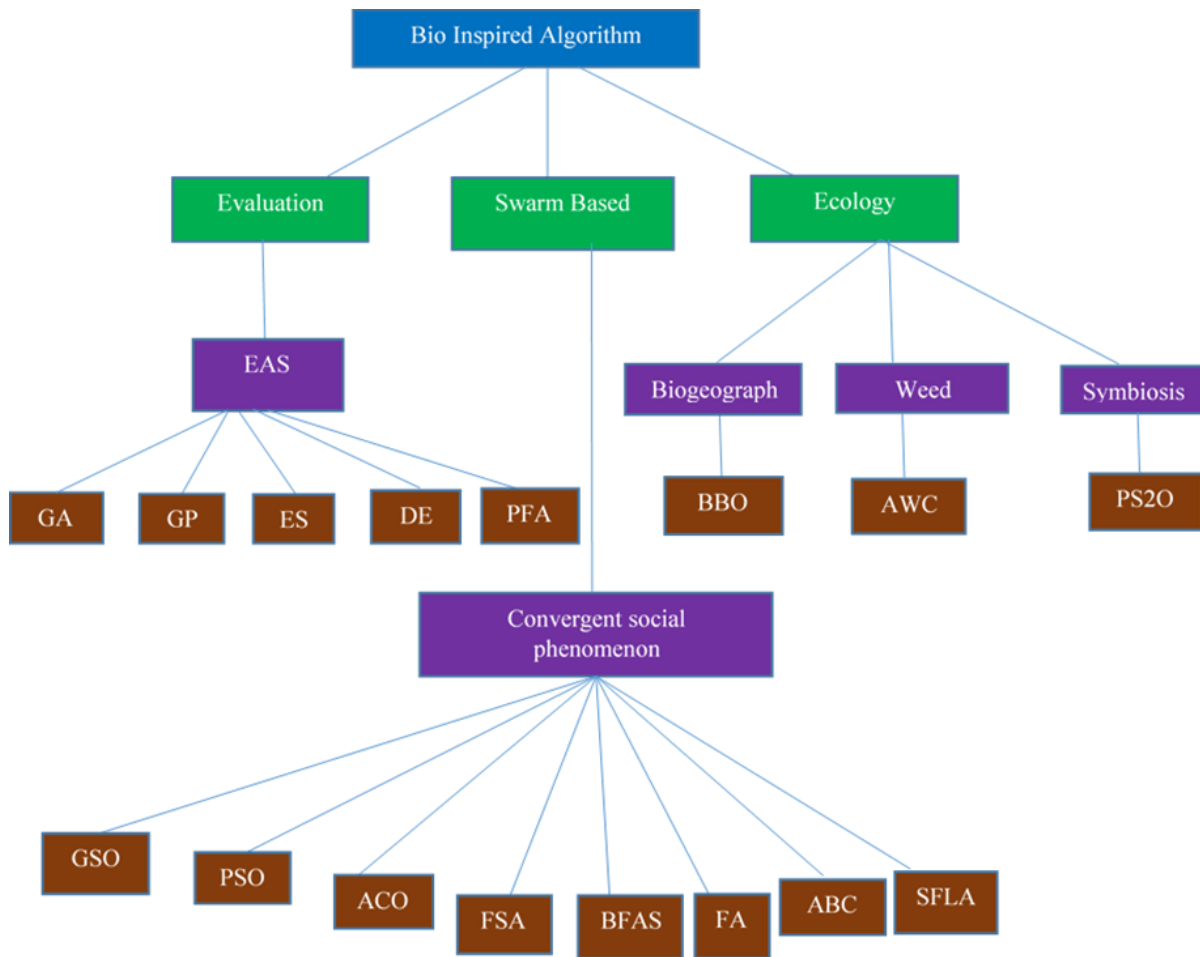 Bio Inspired Algorithm
Evaluation
Swarm Based
Ecology
EAS
Biogeograph
Weed
Symbiosis
GA
GP
ES
DE
PFA
BBO
AWC
PS2O
Convergent social
phenomenon
GSO
PSO
ACO
FSA
BFAS
FA
ABC
SFLA